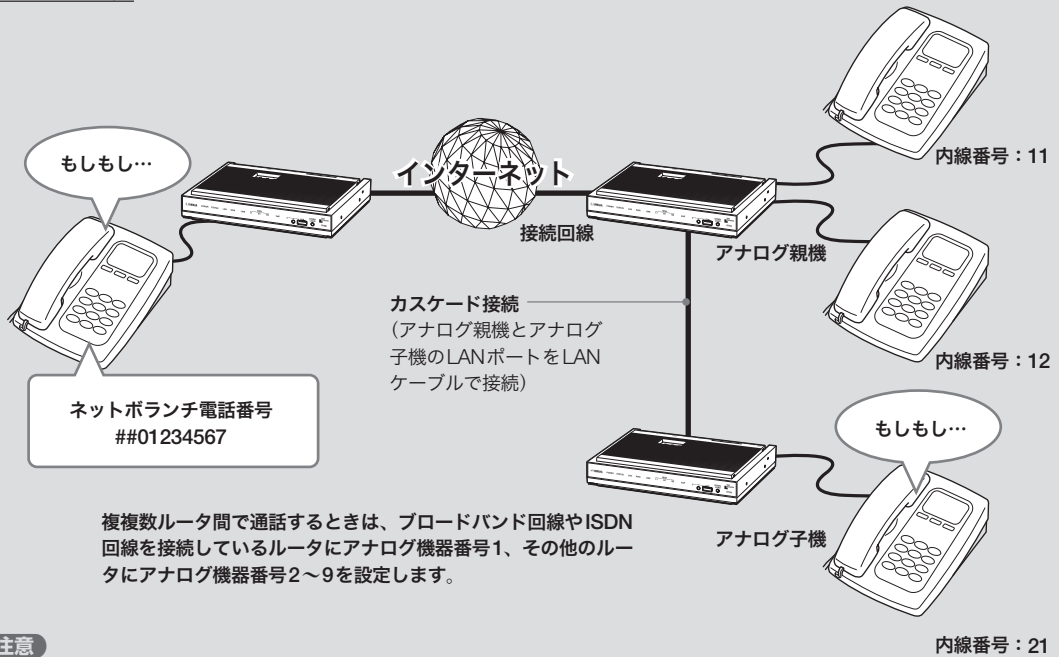 もしもし…
インターネット
内線番号：11
接続回線
アナログ親機
カスケード接続
（アナログ親機とアナログ
子機のLANポートをLAN
ケーブルで接続）
内線番号：12
ネットボランチ電話番号
##01234567
もしもし…
複複数ルータ間で通話するときは、ブロードバンド回線やISDN
回線を接続しているルータにアナログ機器番号1、その他のルー
タにアナログ機器番号2〜9を設定します。
アナログ子機
注意
内線番号：21